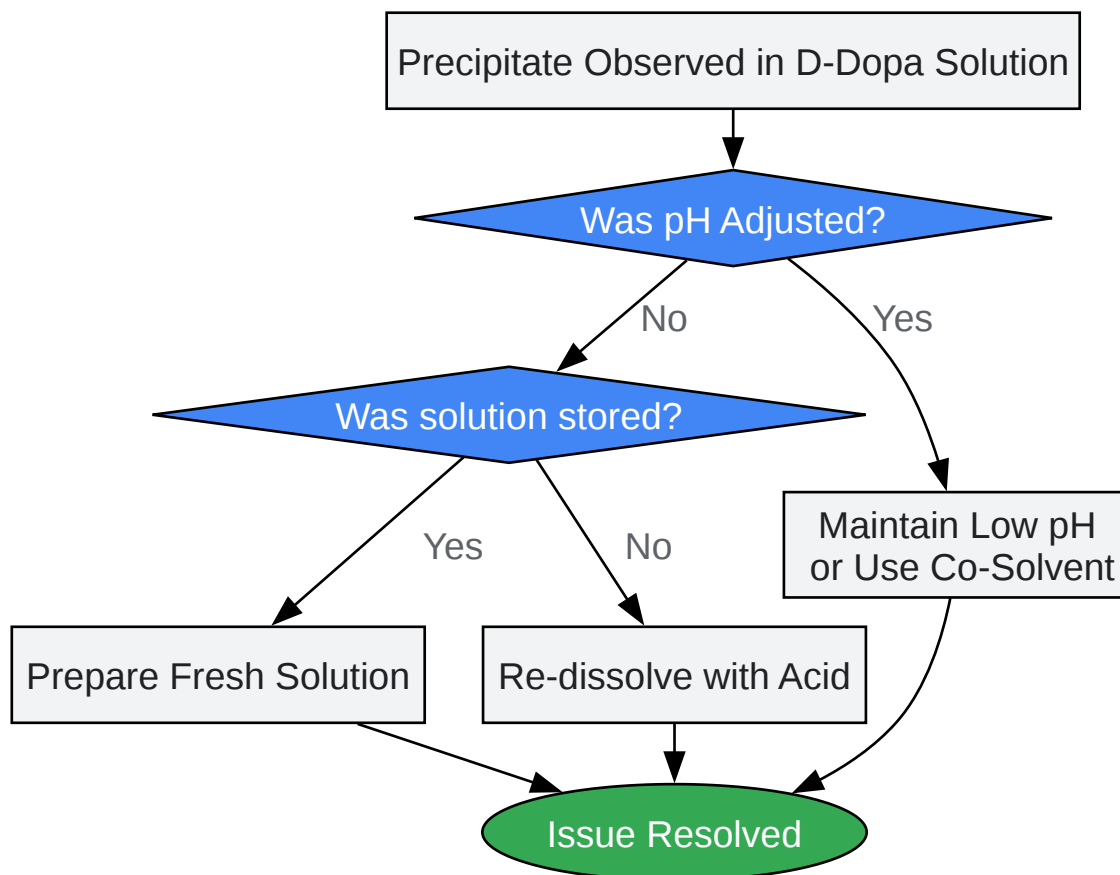 Precipitate Observed in D-Dopa Solution
Was pH Adjusted?
No
Yes
Was solution stored?
Yes
No
Maintain Low pH
or Use Co-Solvent
Prepare Fresh Solution
Re-dissolve with Acid
Issue Resolved